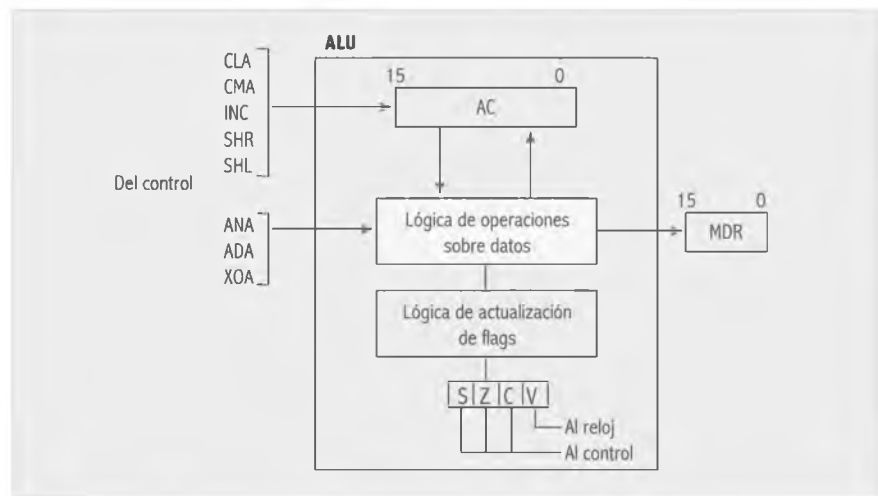 ALU
CLA
CMA
INC
SHR
SHL
Del control
ANA
ADA
XOA
15 0
AC
Lógica de operaciones
sobre datos
15 0
MDR
Lógica de actualización
de flags
S Z C V
Al reloj
Al control